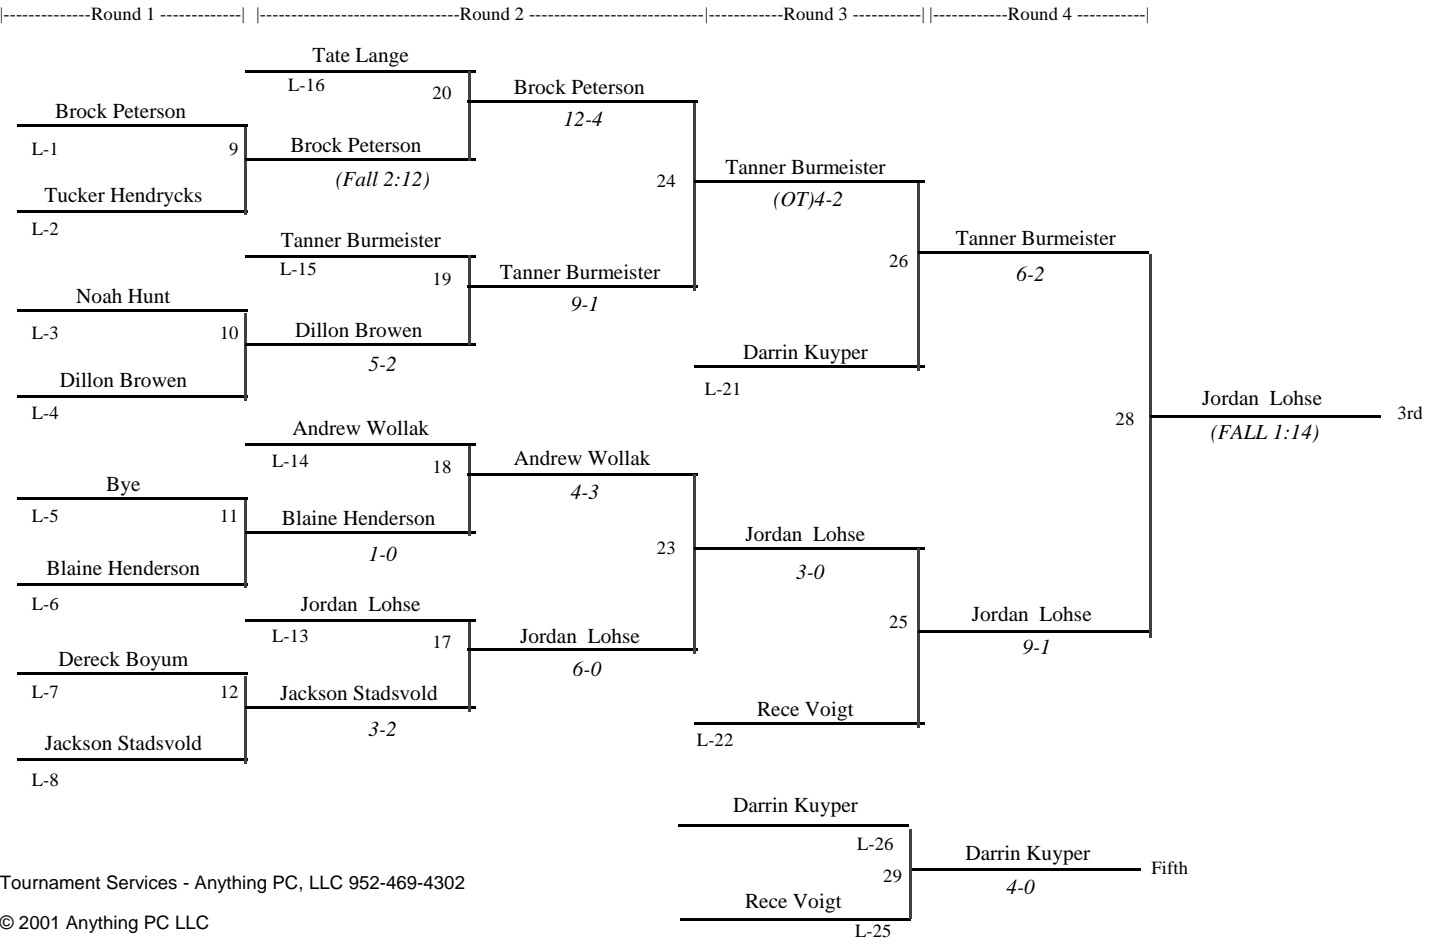 |--------------Round 1 --------------| |-----------------------------------Round 2 ------------------------------|-------------Round 3 ------------||------------Round 4 -----------|
Tate Lange
L-16
20
Brock Peterson
12-4
Brock Peterson
L-1
9
Brock Peterson
(Fall 2:12)
Tucker Hendrycks
L-2
24
Tanner Burmeister
(OT)4-2
Tanner Burmeister
L-15
19
Tanner Burmeister
9-1
26
Tanner Burmeister
6-2
Noah Hunt
L-3
10
Dillon Browen
5-2
Dillon Browen
L-4
Darrin Kuyper
L-21
28
Jordan Lohse
(FALL 1:14)
3rd
Andrew Wollak
L-14
18
Andrew Wollak
4-3
Bye
L-5
11
Blaine Henderson
1-0
Blaine Henderson
L-6
23
Jordan Lohse
3-0
Jordan Lohse
L-13
17
Jordan Lohse
6-0
25
Jordan Lohse
9-1
Dereck Boyum
L-7
12
Jackson Stadsvold
3-2
Jackson Stadsvold
L-8
Rece Voigt
L-22
Darrin Kuyper
L-26
29
Darrin Kuyper
4-0
Fifth
Rece Voigt
L-25
Tournament Services - Anything PC, LLC 952-469-4302
© 2001 Anything PC LLC